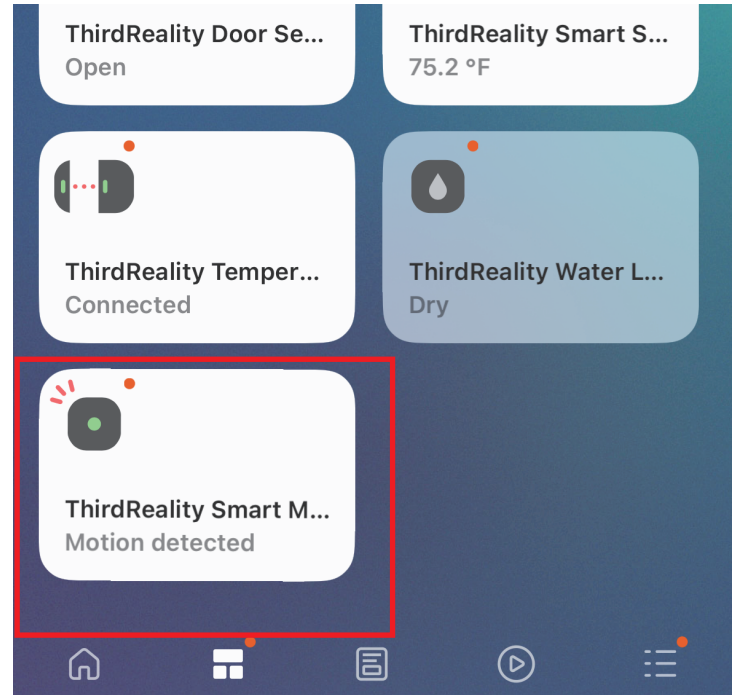 ThirdReality Door Se...
Open
ThirdReality Smart S...
75.2 °F
ThirdReality Temper...
Connected
ThirdReality Water L...
Dry
ThirdReality Smart M...
Motion detected